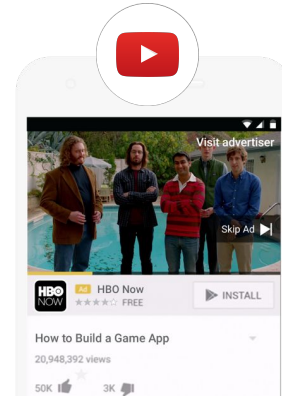 Visit advertiser
Skip Ad
HBO
NOW
Ad HBO Now
FREE
INSTALL
How to Build a Game App
20,948,392 views
50K 3K